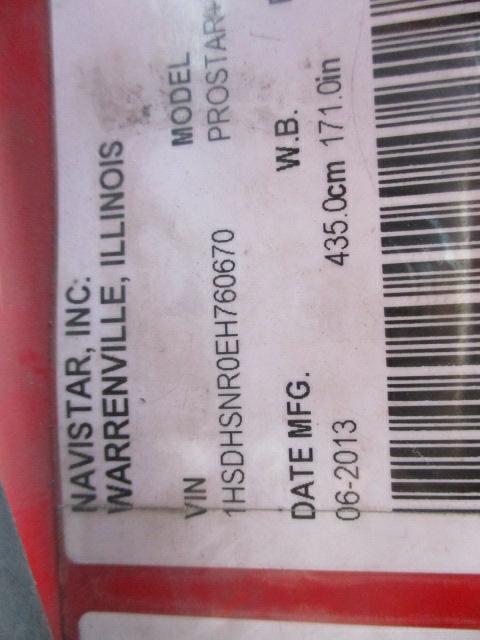 NAVISTAR, INC.
WARRENVILLE, ILLINOIS
VIN MODEL
1HSDHSNR0EH760670 PROSTAR+
DATE MFG. W.B.
06-2013 435.0cm 171.0in